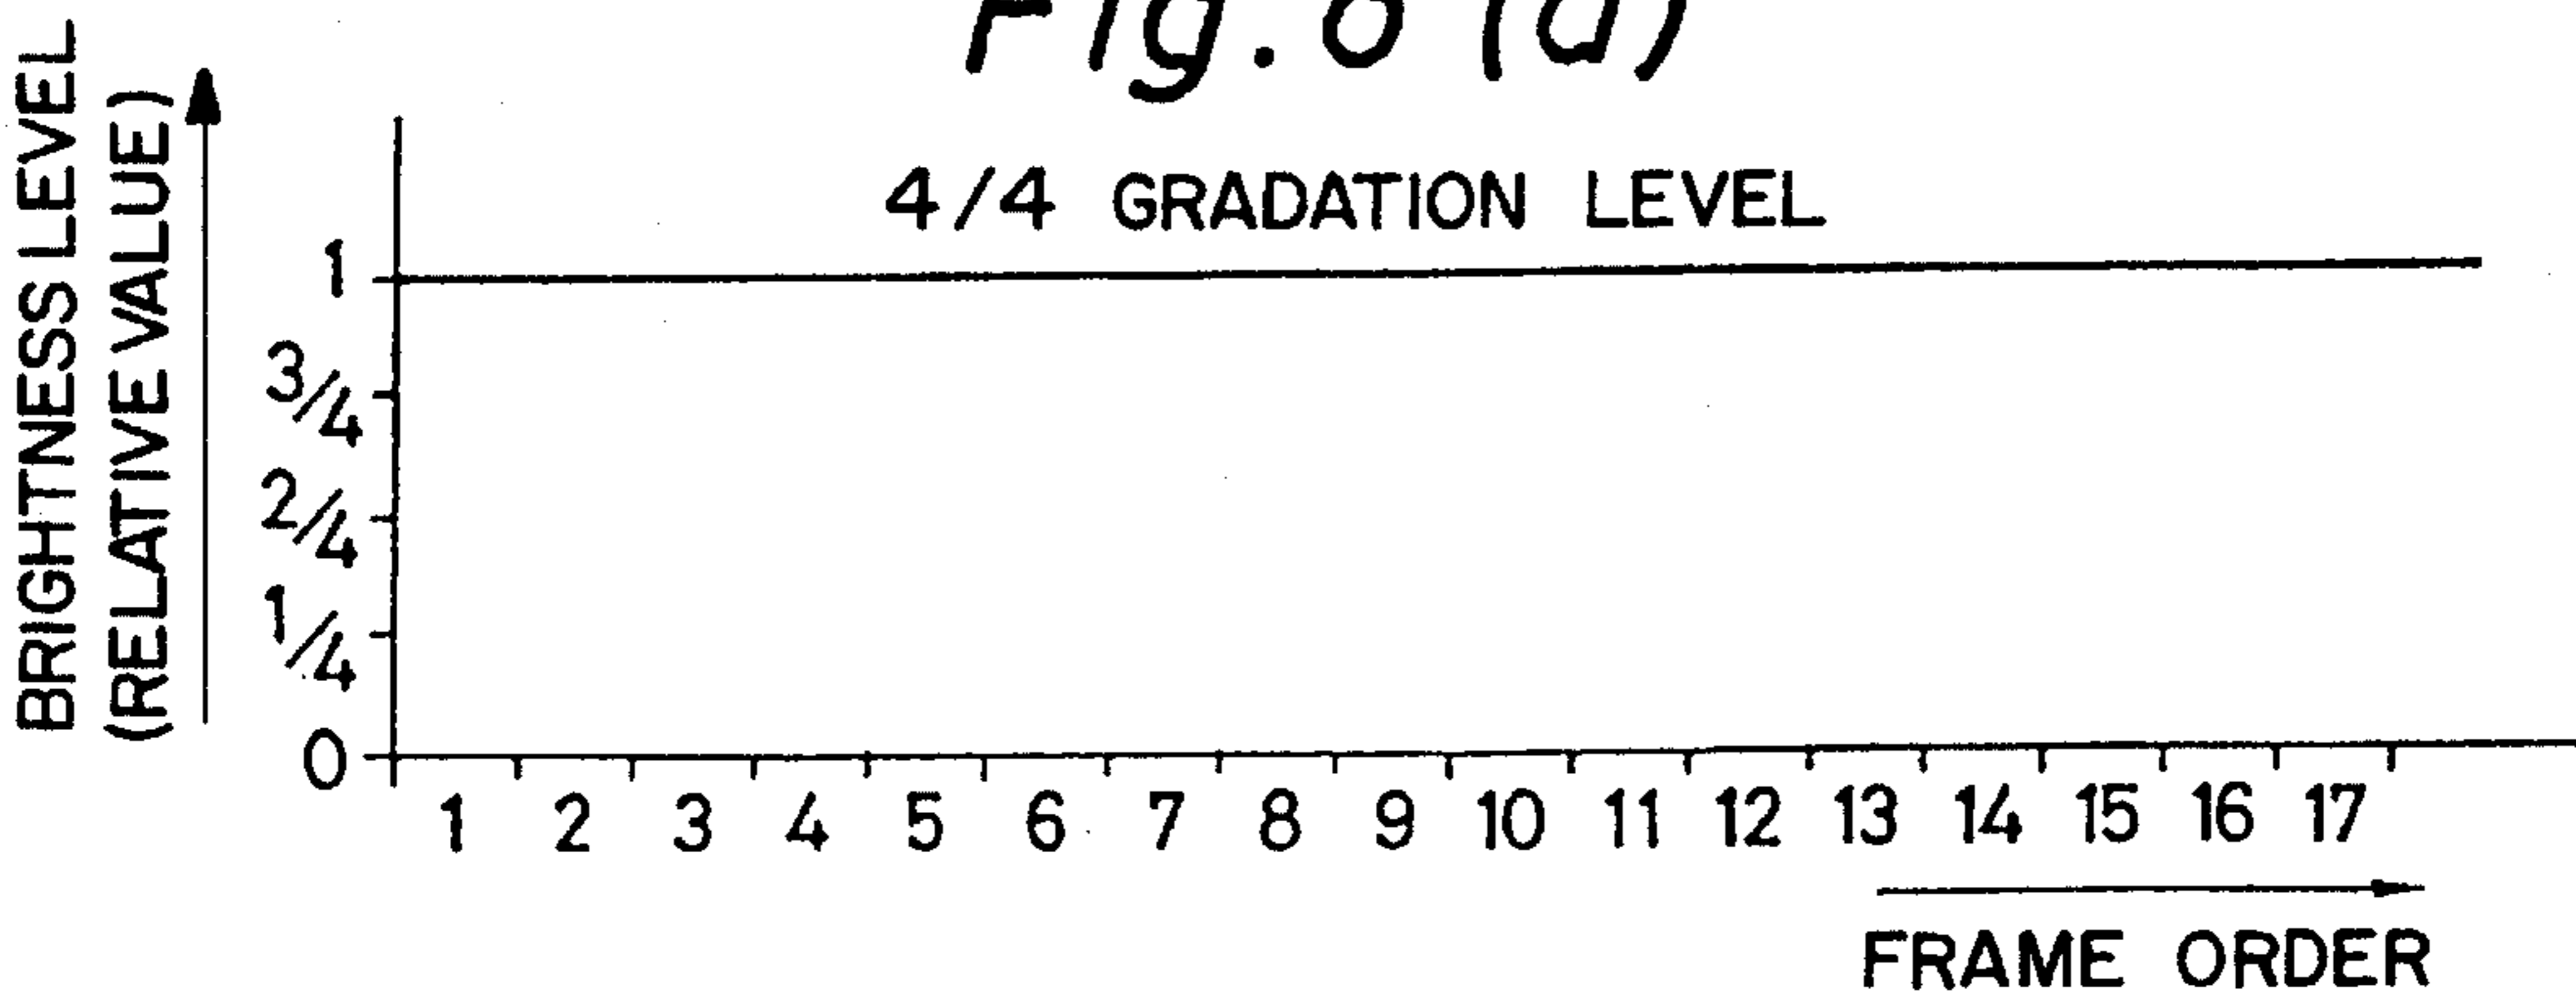 Fig. 6 (a)
BRIGHTNESS LEVEL
(RELATIVE VALUE)
4/4 GRADATION LEVEL
1
3/4
2/4
1/4
0
1 2 3 4 5 6 7 8 9 10 11 12 13 14 15 16 17
FRAME ORDER